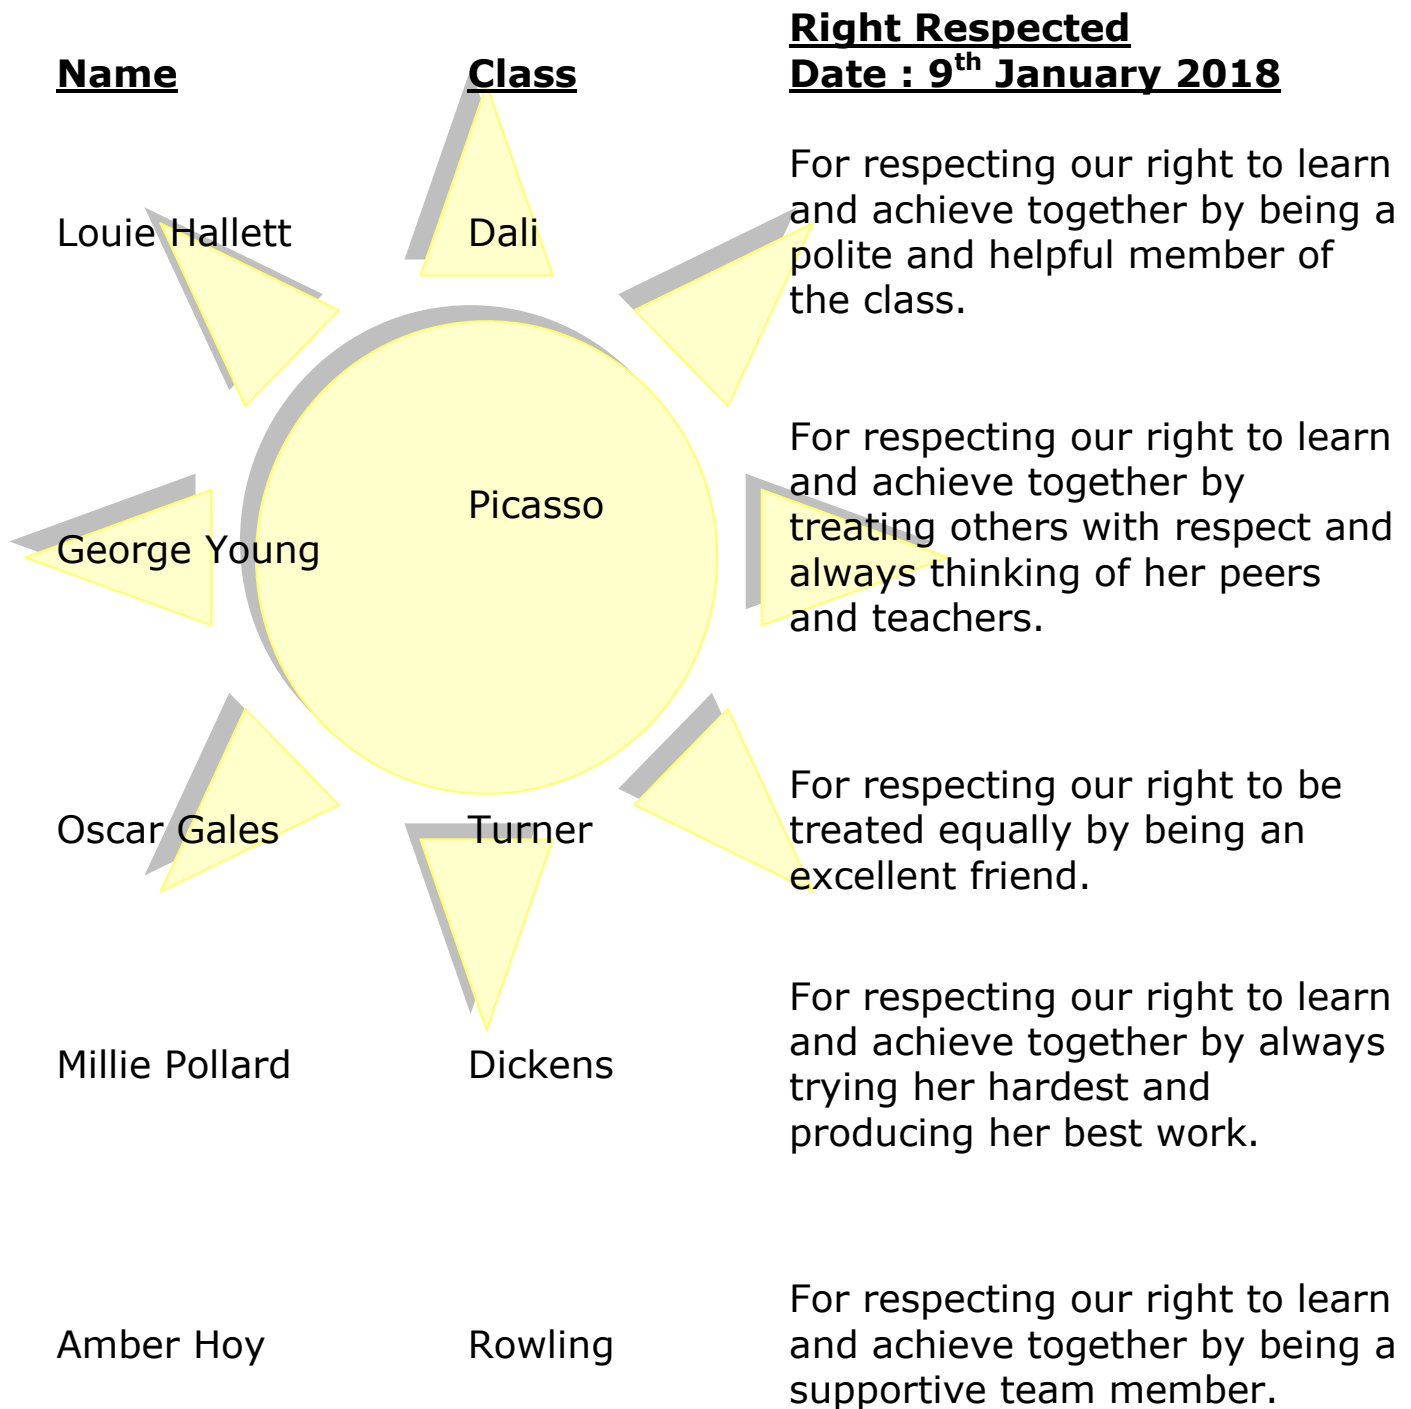 Name Class Right Respected
Date : 9th January 2018
Louie Hallett Dali For respecting our right to learn
and achieve together by being a
polite and helpful member of
the class.
George Young Picasso For respecting our right to learn
and achieve together by
treating others with respect and
always thinking of her peers
and teachers.
Oscar Gales Turner For respecting our right to be
treated equally by being an
excellent friend.
Millie Pollard Dickens For respecting our right to learn
and achieve together by always
trying her hardest and
producing her best work.
Amber Hoy Rowling For respecting our right to learn
and achieve together by being a
supportive team member.